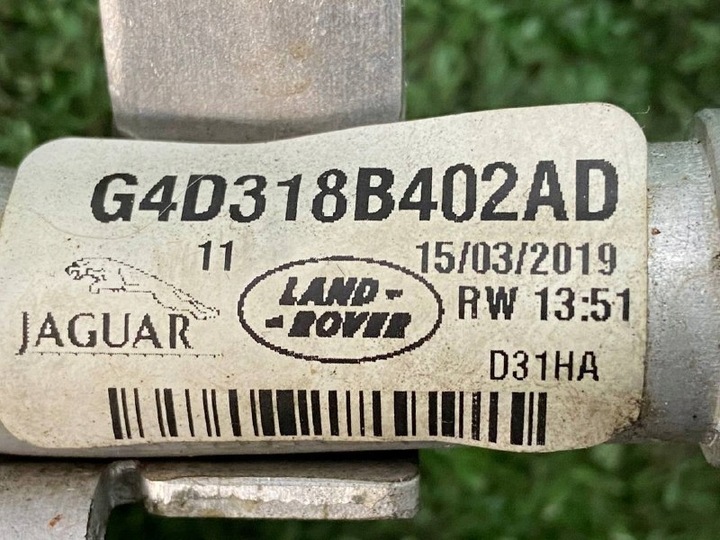 G4D318B402AD
11 15/03/2019
JAGUAR LAND-
-ROVER RW 13:51
D31HA